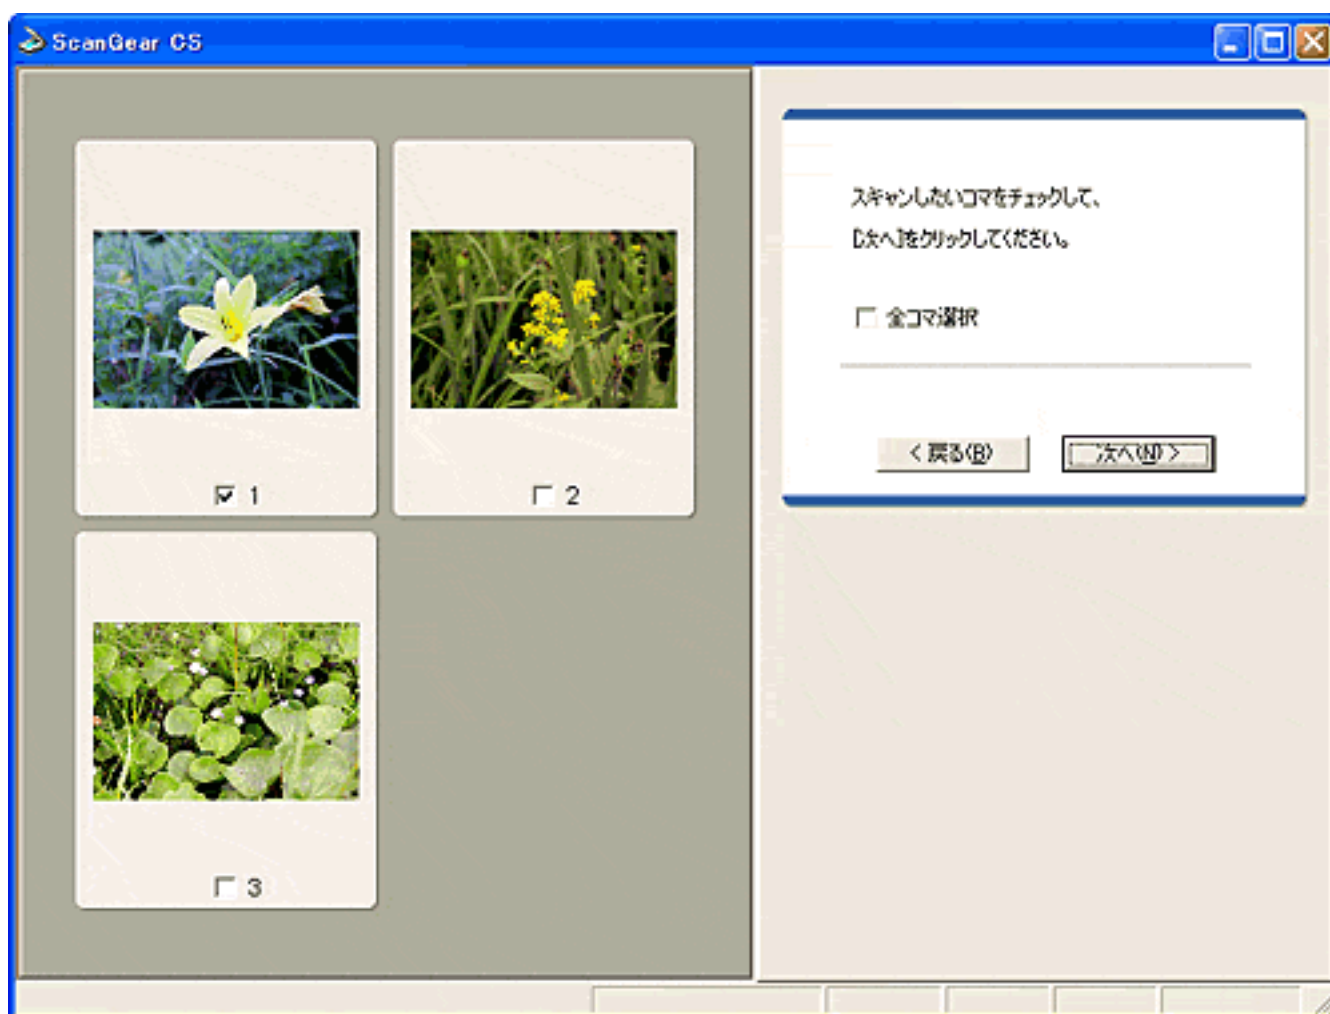 ScanGear CS
スキャンしたいコマをチェックして、
[次へ]をクリックしてください。
全コマ選択
< 戻る(B)
次へ(N) >
1
2
3